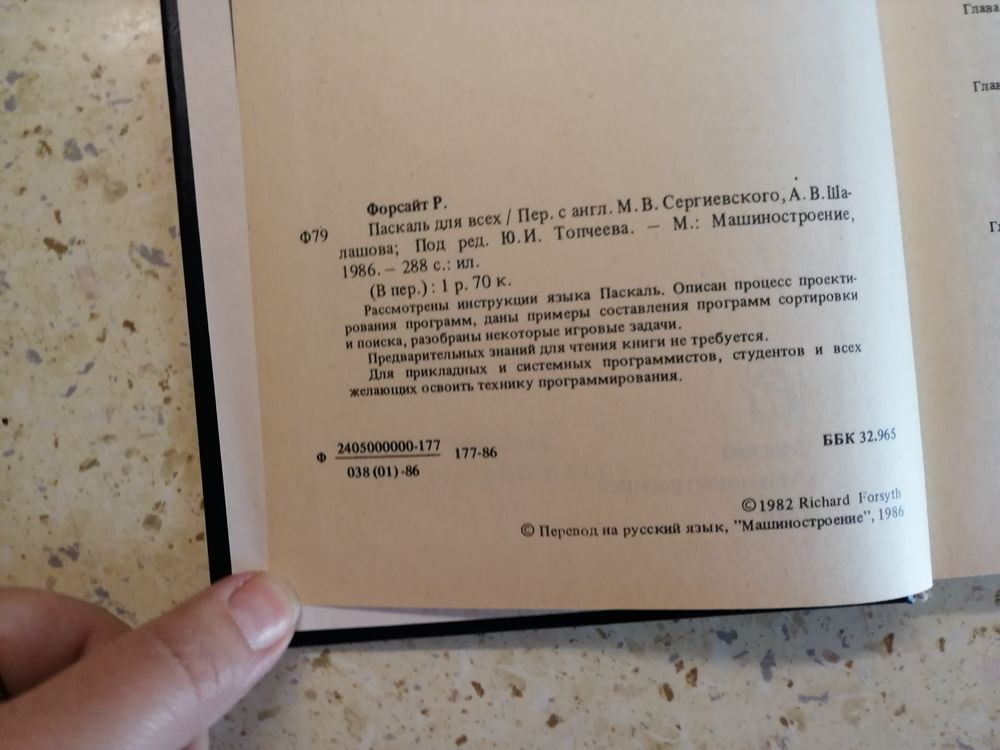 Форсайт Р.
Ф79
Паскаль для всех / Пер. с англ. М. В. Сергиевского, А. В. Ша-
лашова; Под ред. Ю. И. Топчеева. – М.: Машиностроение,
1986. – 288 с.: ил.
(В пер.) : 1 р. 70 к.
Рассмотрены инструкции языка Паскаль. Описан процесс проекти-
рования программ, даны примеры составления программ сортировки
и поиска, разобраны некоторые игровые задачи.
Предварительных знаний для чтения книги не требуется.
Для прикладных и системных программистов, студентов и всех
желающих освоить технику программирования.
Ф 2405000000-177 177-86
038 (01) -86
ББК 32.965
© 1982 Richard Forsyth
© Перевод на русский язык, "Машиностроение", 1986
Глава